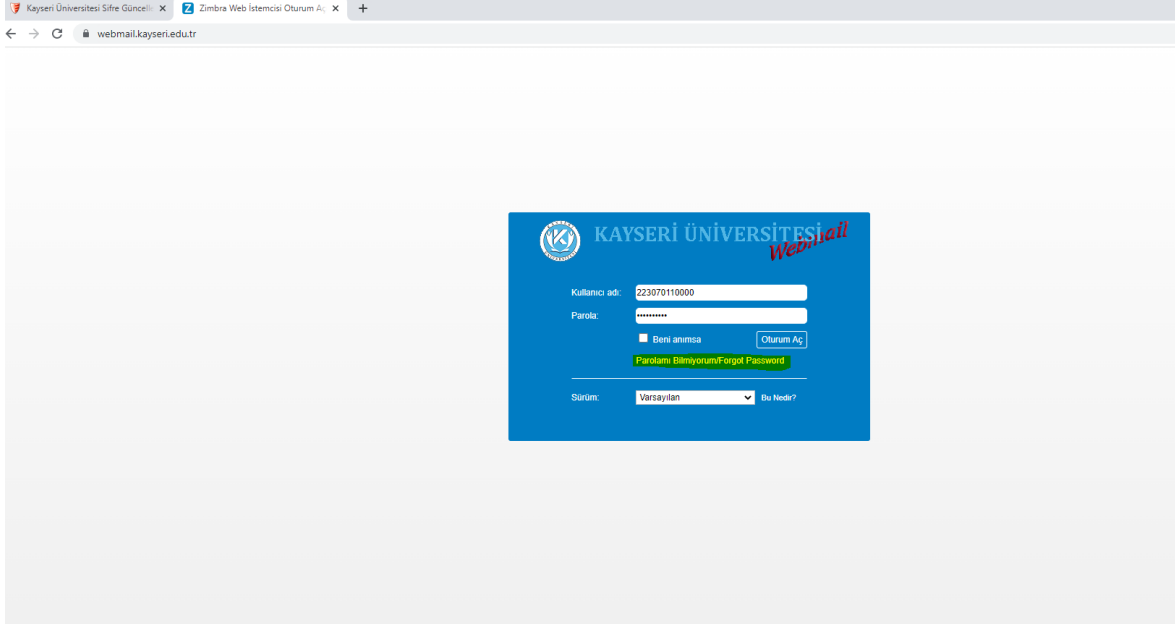 Kayseri Üniversitesi Sifre Güncelle
Zimbra Web İstemcisi Oturum Aç
webmail.kayseri.edu.tr
KAYSERİ ÜNİVERSİTESİ
Webmail
Kullanıcı adı:
223070110000
Parola:
••••••••••
Beni anımsa
Oturum Aç
Parolamı Bilmiyorum/Forgot Password
Sürüm:
Varsayılan
Bu Nedir?